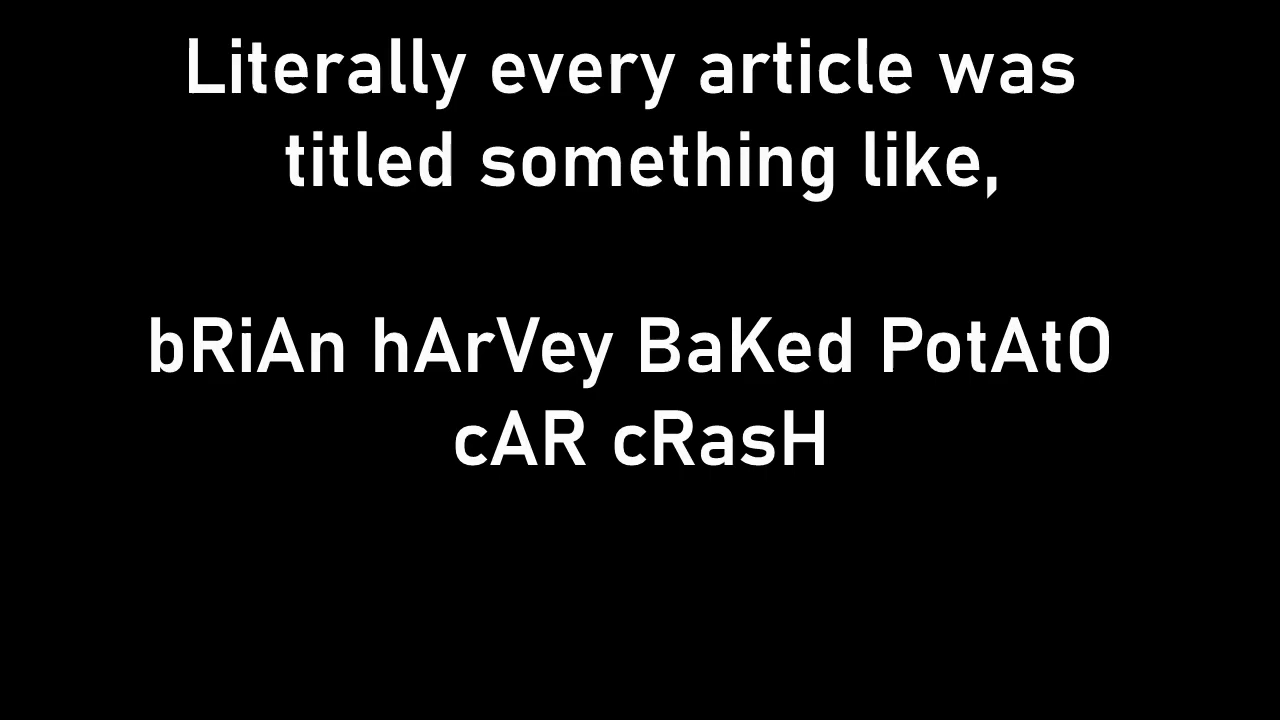 Literally every article was
titled something like,
bRiAn hArVey BaKed PotAtO
cAR cRasH